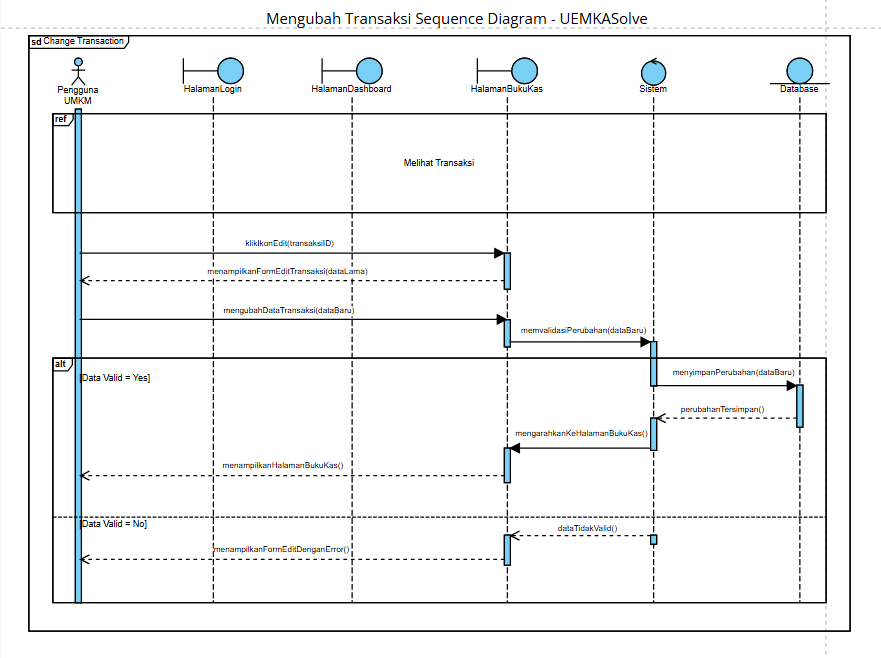 Mengubah Transaksi Sequence Diagram - UEMKASolve
sd Change Transaction
Pengguna
UMKM
HalamanLogin
HalamanDashboard
HalamanBukuKas
Sistem
Database
ref
Melihat Transaksi
klikIkonEdit(transaksiID)
menampilkanFormEditTransaksi(dataLama)
mengubahDataTransaksi(dataBaru)
memvalidasiPerubahan(dataBaru)
alt
[Data Valid = Yes]
menyimpanPerubahan(dataBaru)
perubahanTersimpan()
mengarahkanKeHalamanBukuKas()
menampilkanHalamanBukuKas()
[Data Valid = No]
dataTidakValid()
menampilkanFormEditDenganError()